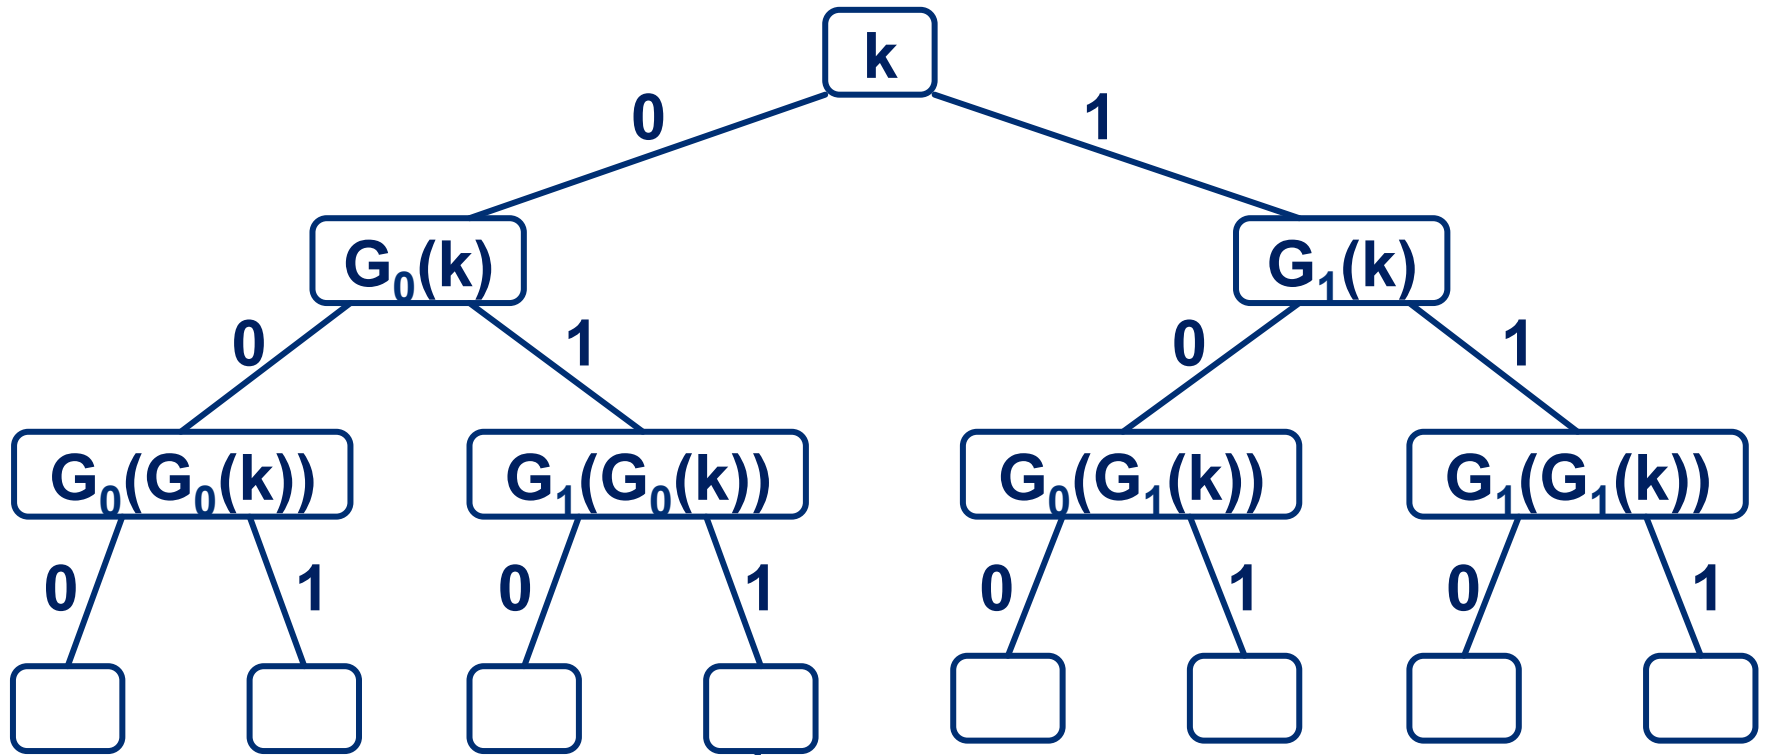 k
0 1
G₀(k) G₁(k)
0 1 0 1
G₀(G₀(k)) G₁(G₀(k)) G₀(G₁(k)) G₁(G₁(k))
0 1 0 1 0 1 0 1